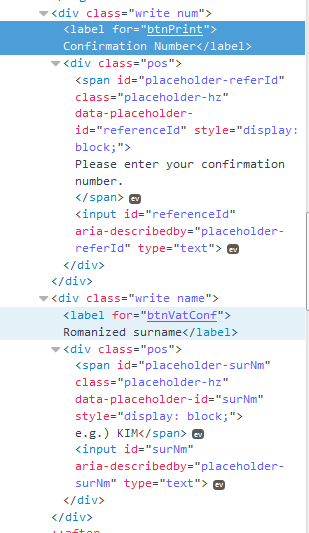 <div class="write num">
<label for="btnPrint">
Confirmation Number</label>
<div class="pos">
<span id="placeholder-referId"
class="placeholder-hz"
data-placeholder-
id="referenceId" style="display:
block;">
Please enter your confirmation
number.
</span> ev
<input id="referenceId"
aria-describedby="placeholder-
referId" type="text"> ev
</div>
</div>
<div class="write name">
<label for="btnVatConf">
Romanized surname</label>
<div class="pos">
<span id="placeholder-surNm"
class="placeholder-hz"
data-placeholder-id="surNm"
style="display: block;">
e.g.) KIM</span> ev
<input id="surNm"
aria-describedby="placeholder-
surNm" type="text"> ev
</div>
</div>
::after